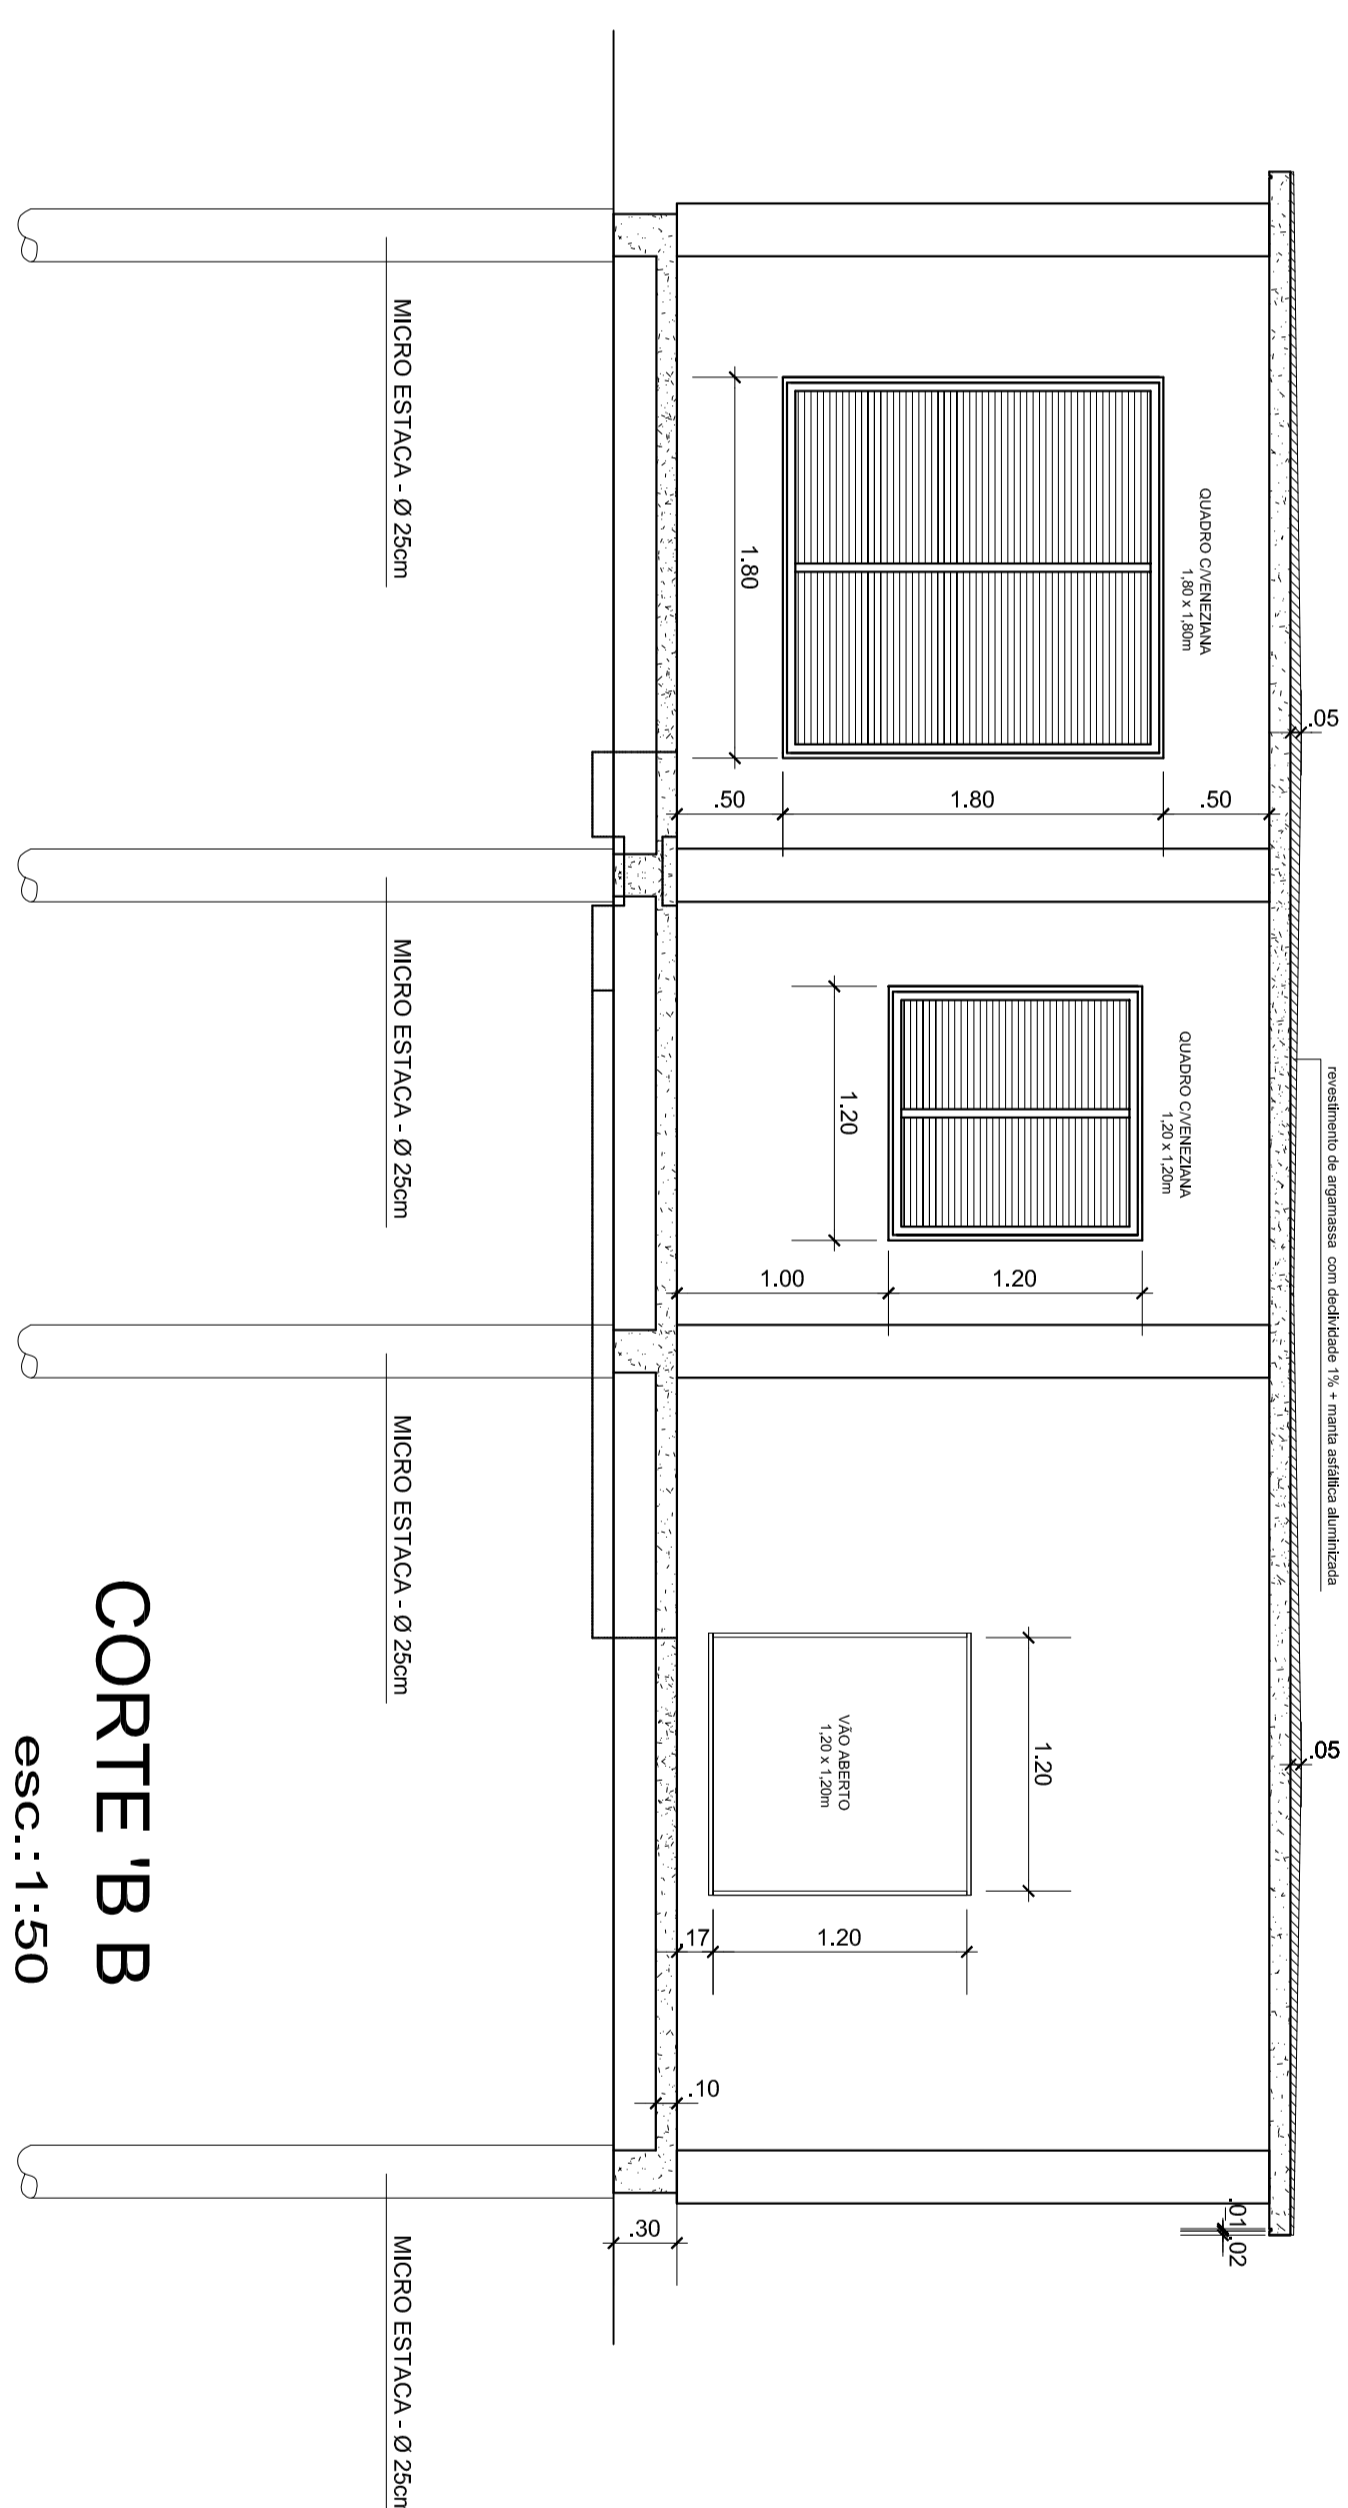 revestimento de argamassa com declividade 1% + manta asfáltica aluminizada
.05
.05
QUADRO C/VENEZIANA
1,80 x 1,80m
.50
1.80
.50
1.80
QUADRO C/VENEZIANA
1,20 x 1,20m
1.20
1.00
1.20
VÃO ABERTO
1,20 x 1,20m
1.20
1.20
.17
.10
.01
.02
.30
MICRO ESTACA - Ø 25cm
MICRO ESTACA - Ø 25cm
MICRO ESTACA - Ø 25cm
MICRO ESTACA - Ø 25cm
CORTE 'B B
esc.:1:50